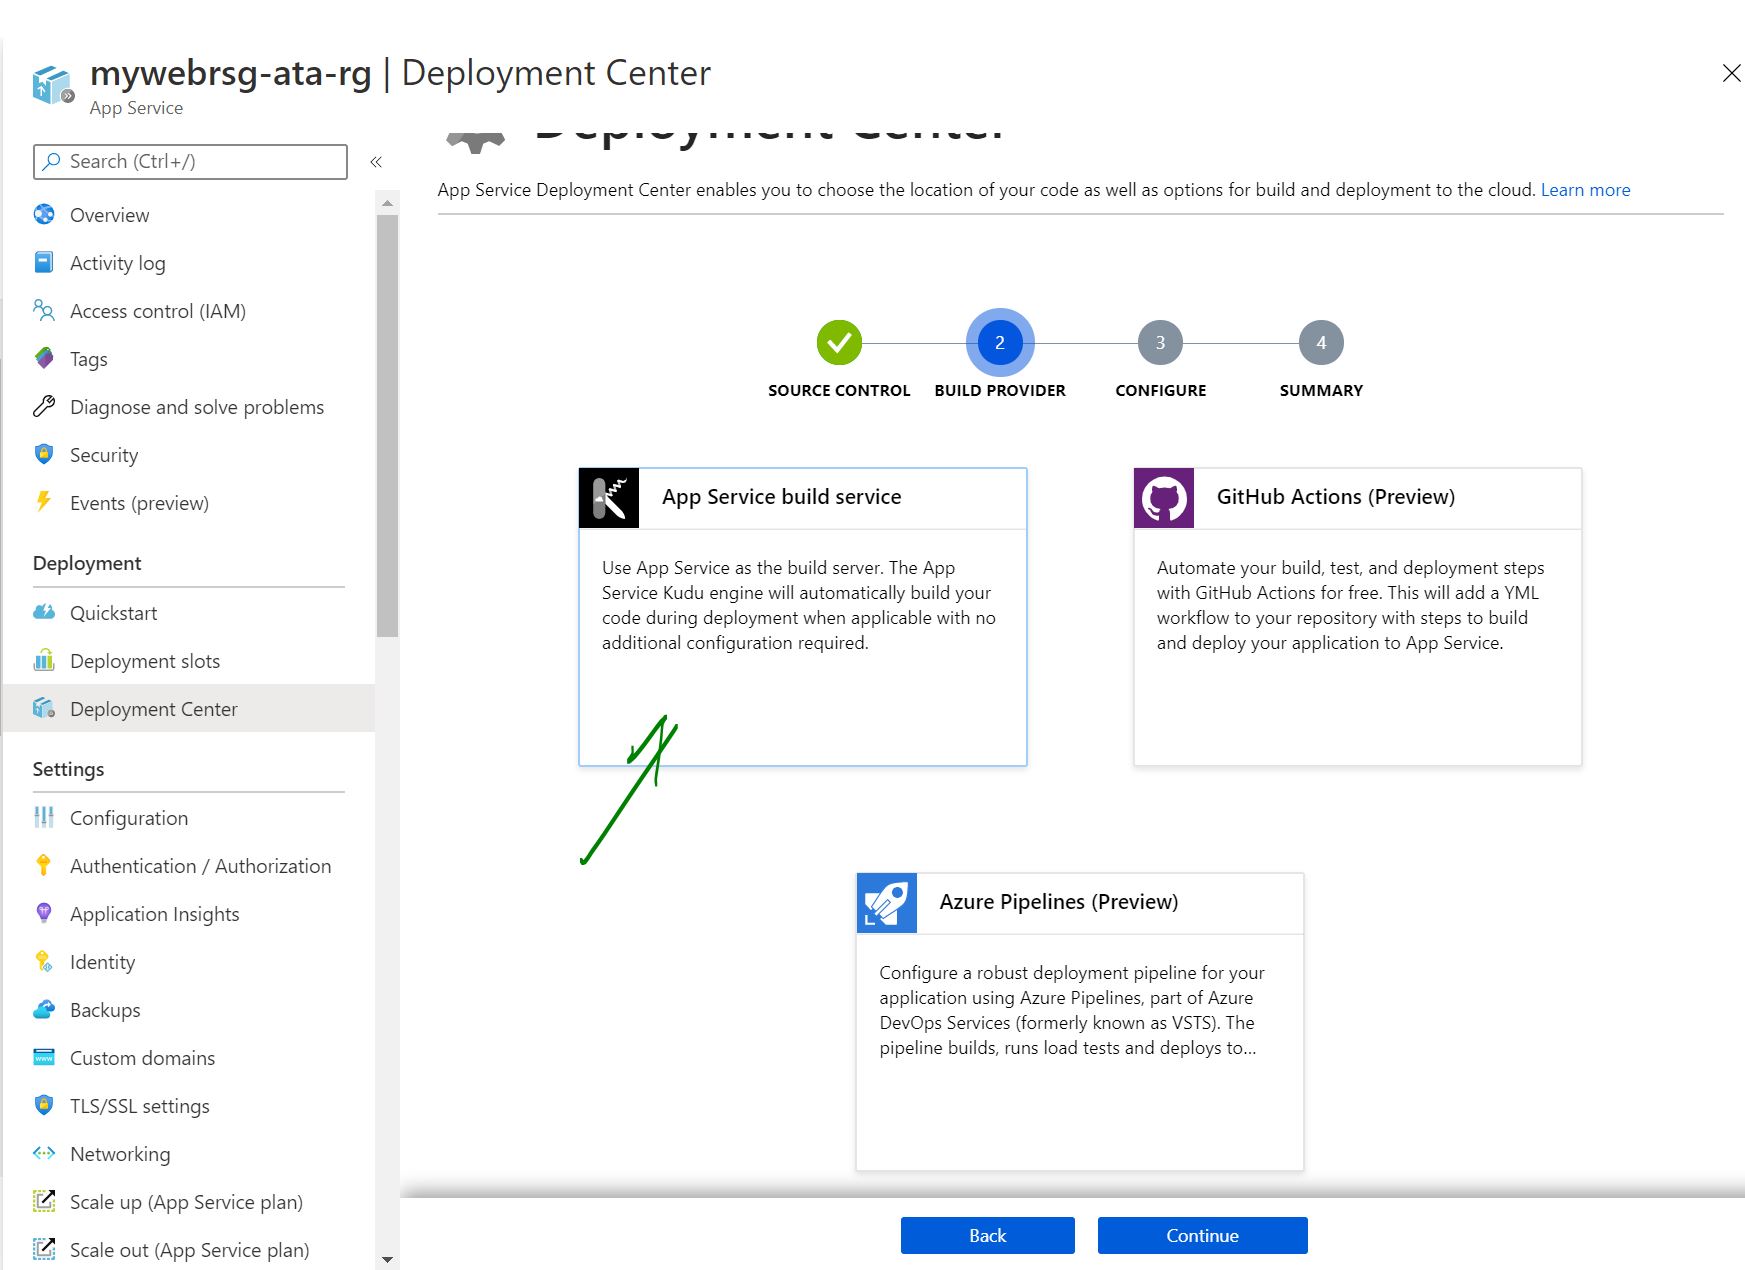 mywebrsg-ata-rg | Deployment Center
App Service
Search (Ctrl+/)
«
Overview
Activity log
Access control (IAM)
Tags
Diagnose and solve problems
Security
Events (preview)
Deployment
Quickstart
Deployment slots
Deployment Center
Settings
Configuration
Authentication / Authorization
Application Insights
Identity
Backups
Custom domains
TLS/SSL settings
Networking
Scale up (App Service plan)
Scale out (App Service plan)
Deployment Center
App Service Deployment Center enables you to choose the location of your code as well as options for build and deployment to the cloud. Learn more
2
3
4
SOURCE CONTROL
BUILD PROVIDER
CONFIGURE
SUMMARY
App Service build service
Use App Service as the build server. The App
Service Kudu engine will automatically build your
code during deployment when applicable with no
additional configuration required.
GitHub Actions (Preview)
Automate your build, test, and deployment steps
with GitHub Actions for free. This will add a YML
workflow to your repository with steps to build
and deploy your application to App Service.
Azure Pipelines (Preview)
Configure a robust deployment pipeline for your
application using Azure Pipelines, part of Azure
DevOps Services (formerly known as VSTS). The
pipeline builds, runs load tests and deploys to...
Back
Continue